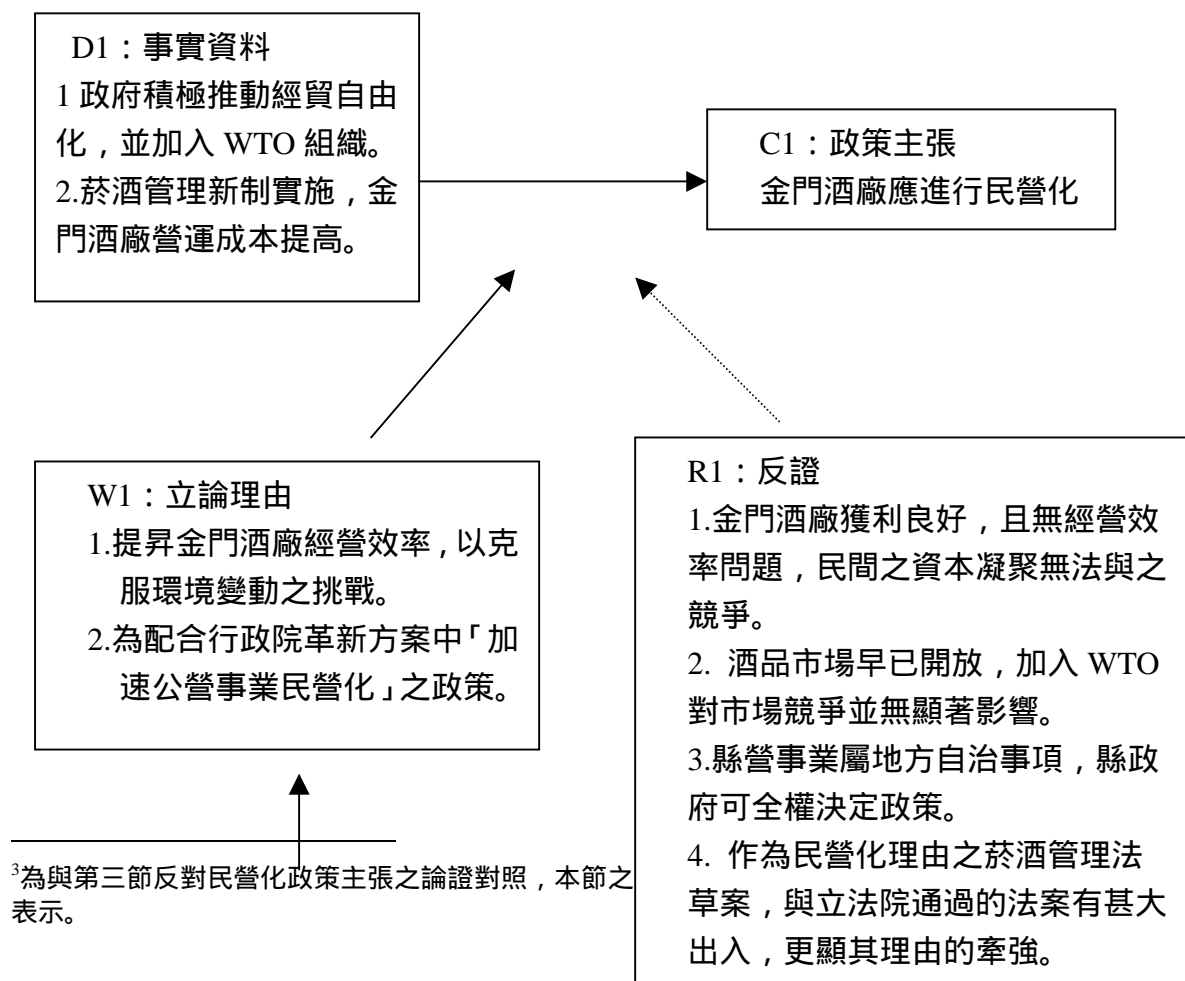 D1：事實資料
1 政府積極推動經貿自由
化，並加入 WTO 組織。
2.菸酒管理新制實施，金
門酒廠營運成本提高。
C1：政策主張
金門酒廠應進行民營化
W1：立論理由
1.提昇金門酒廠經營效率，以克
服環境變動之挑戰。
2.為配合行政院革新方案中「加
速公營事業民營化」之政策。
R1：反證
1.金門酒廠獲利良好，且無經營效
率問題，民間之資本凝聚無法與之
競爭。
2. 酒品市場早已開放，加入 WTO
對市場競爭並無顯著影響。
3.縣營事業屬地方自治事項，縣政
府可全權決定政策。
4. 作為民營化理由之菸酒管理法
草案，與立法院通過的法案有甚大
出入，更顯其理由的牽強。
3為與第三節反對民營化政策主張之論證對照，本節之
表示。